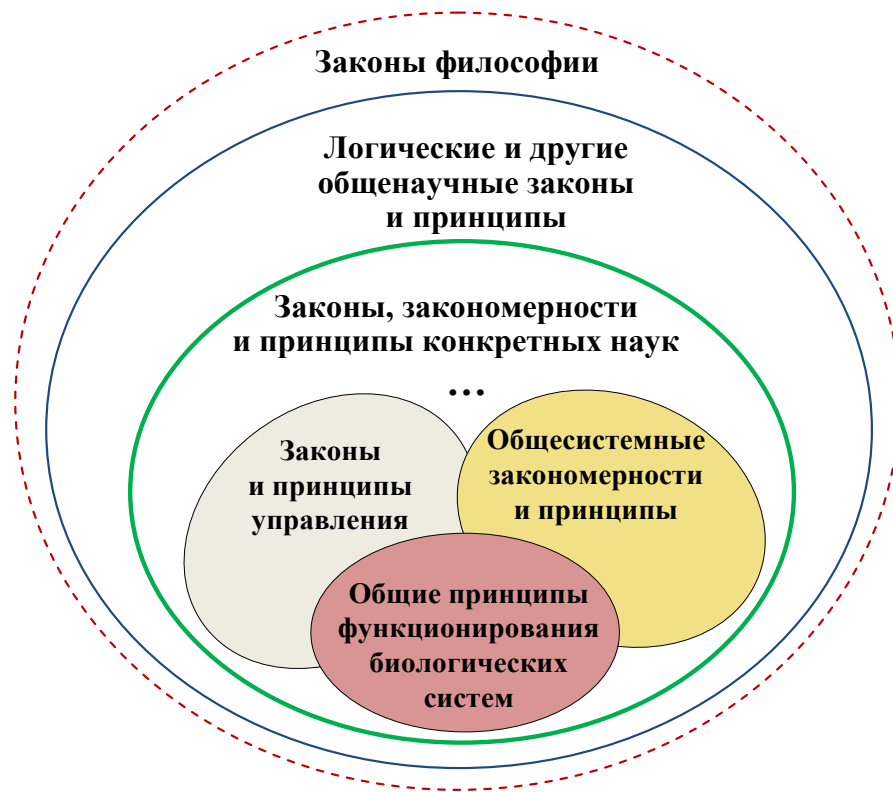 Законы философии
Логические и другие
общенаучные законы
и принципы
Законы, закономерности
и принципы конкретных наук
...
Законы
и принципы
управления
Общесистемные
закономерности
и принципы
Общие принципы
функционирования
биологических
систем